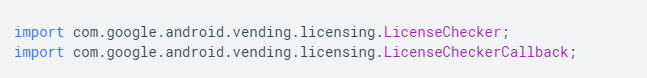 import com.google.android.vending.licensing.LicenseChecker;
import com.google.android.vending.licensing.LicenseCheckerCallback;